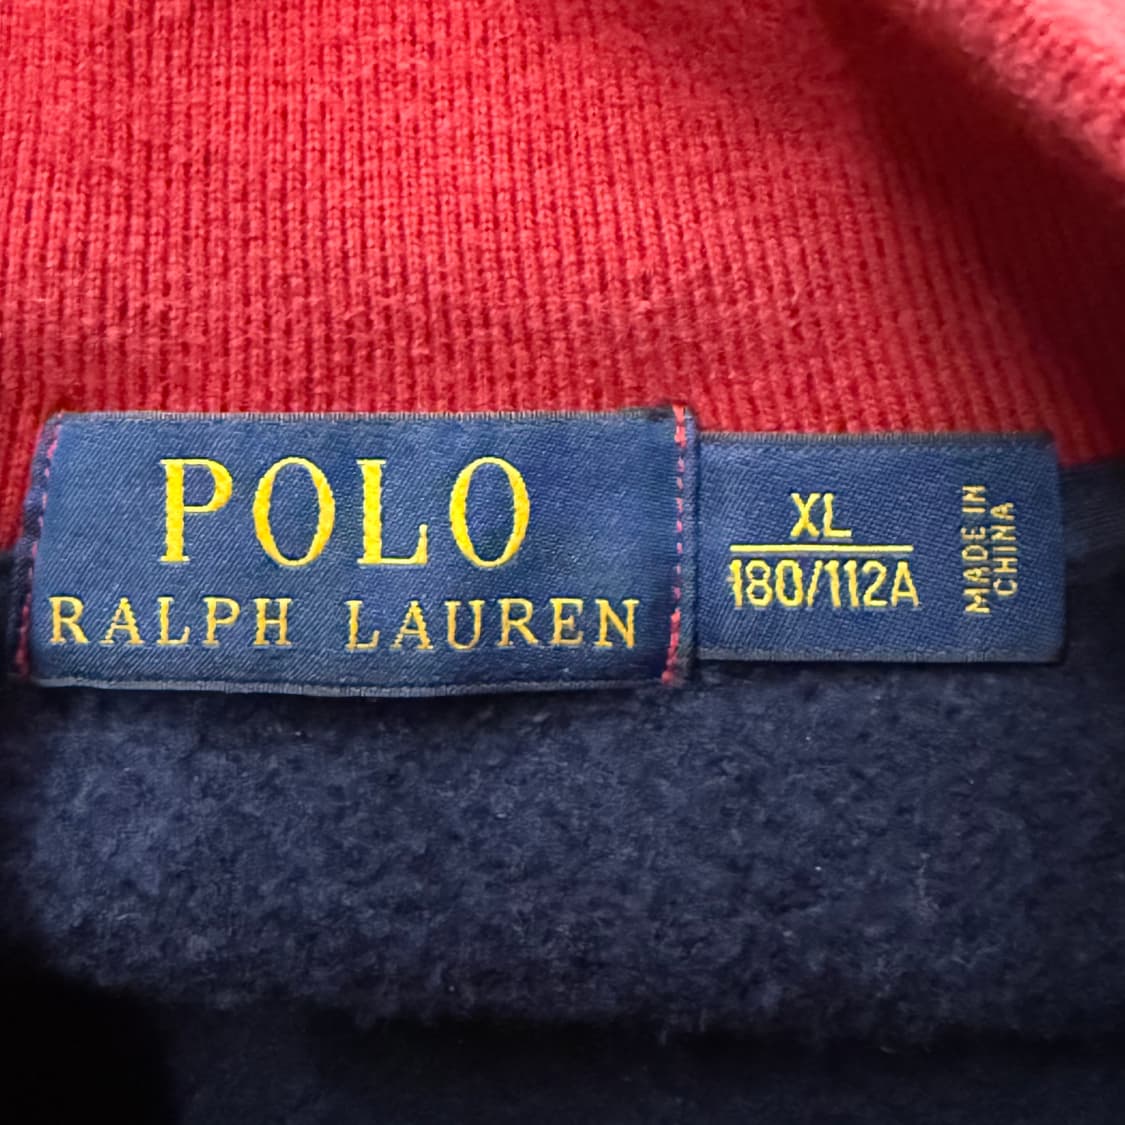 POLO
RALPH LAUREN
XL
180/112A
MADE IN
CHINA